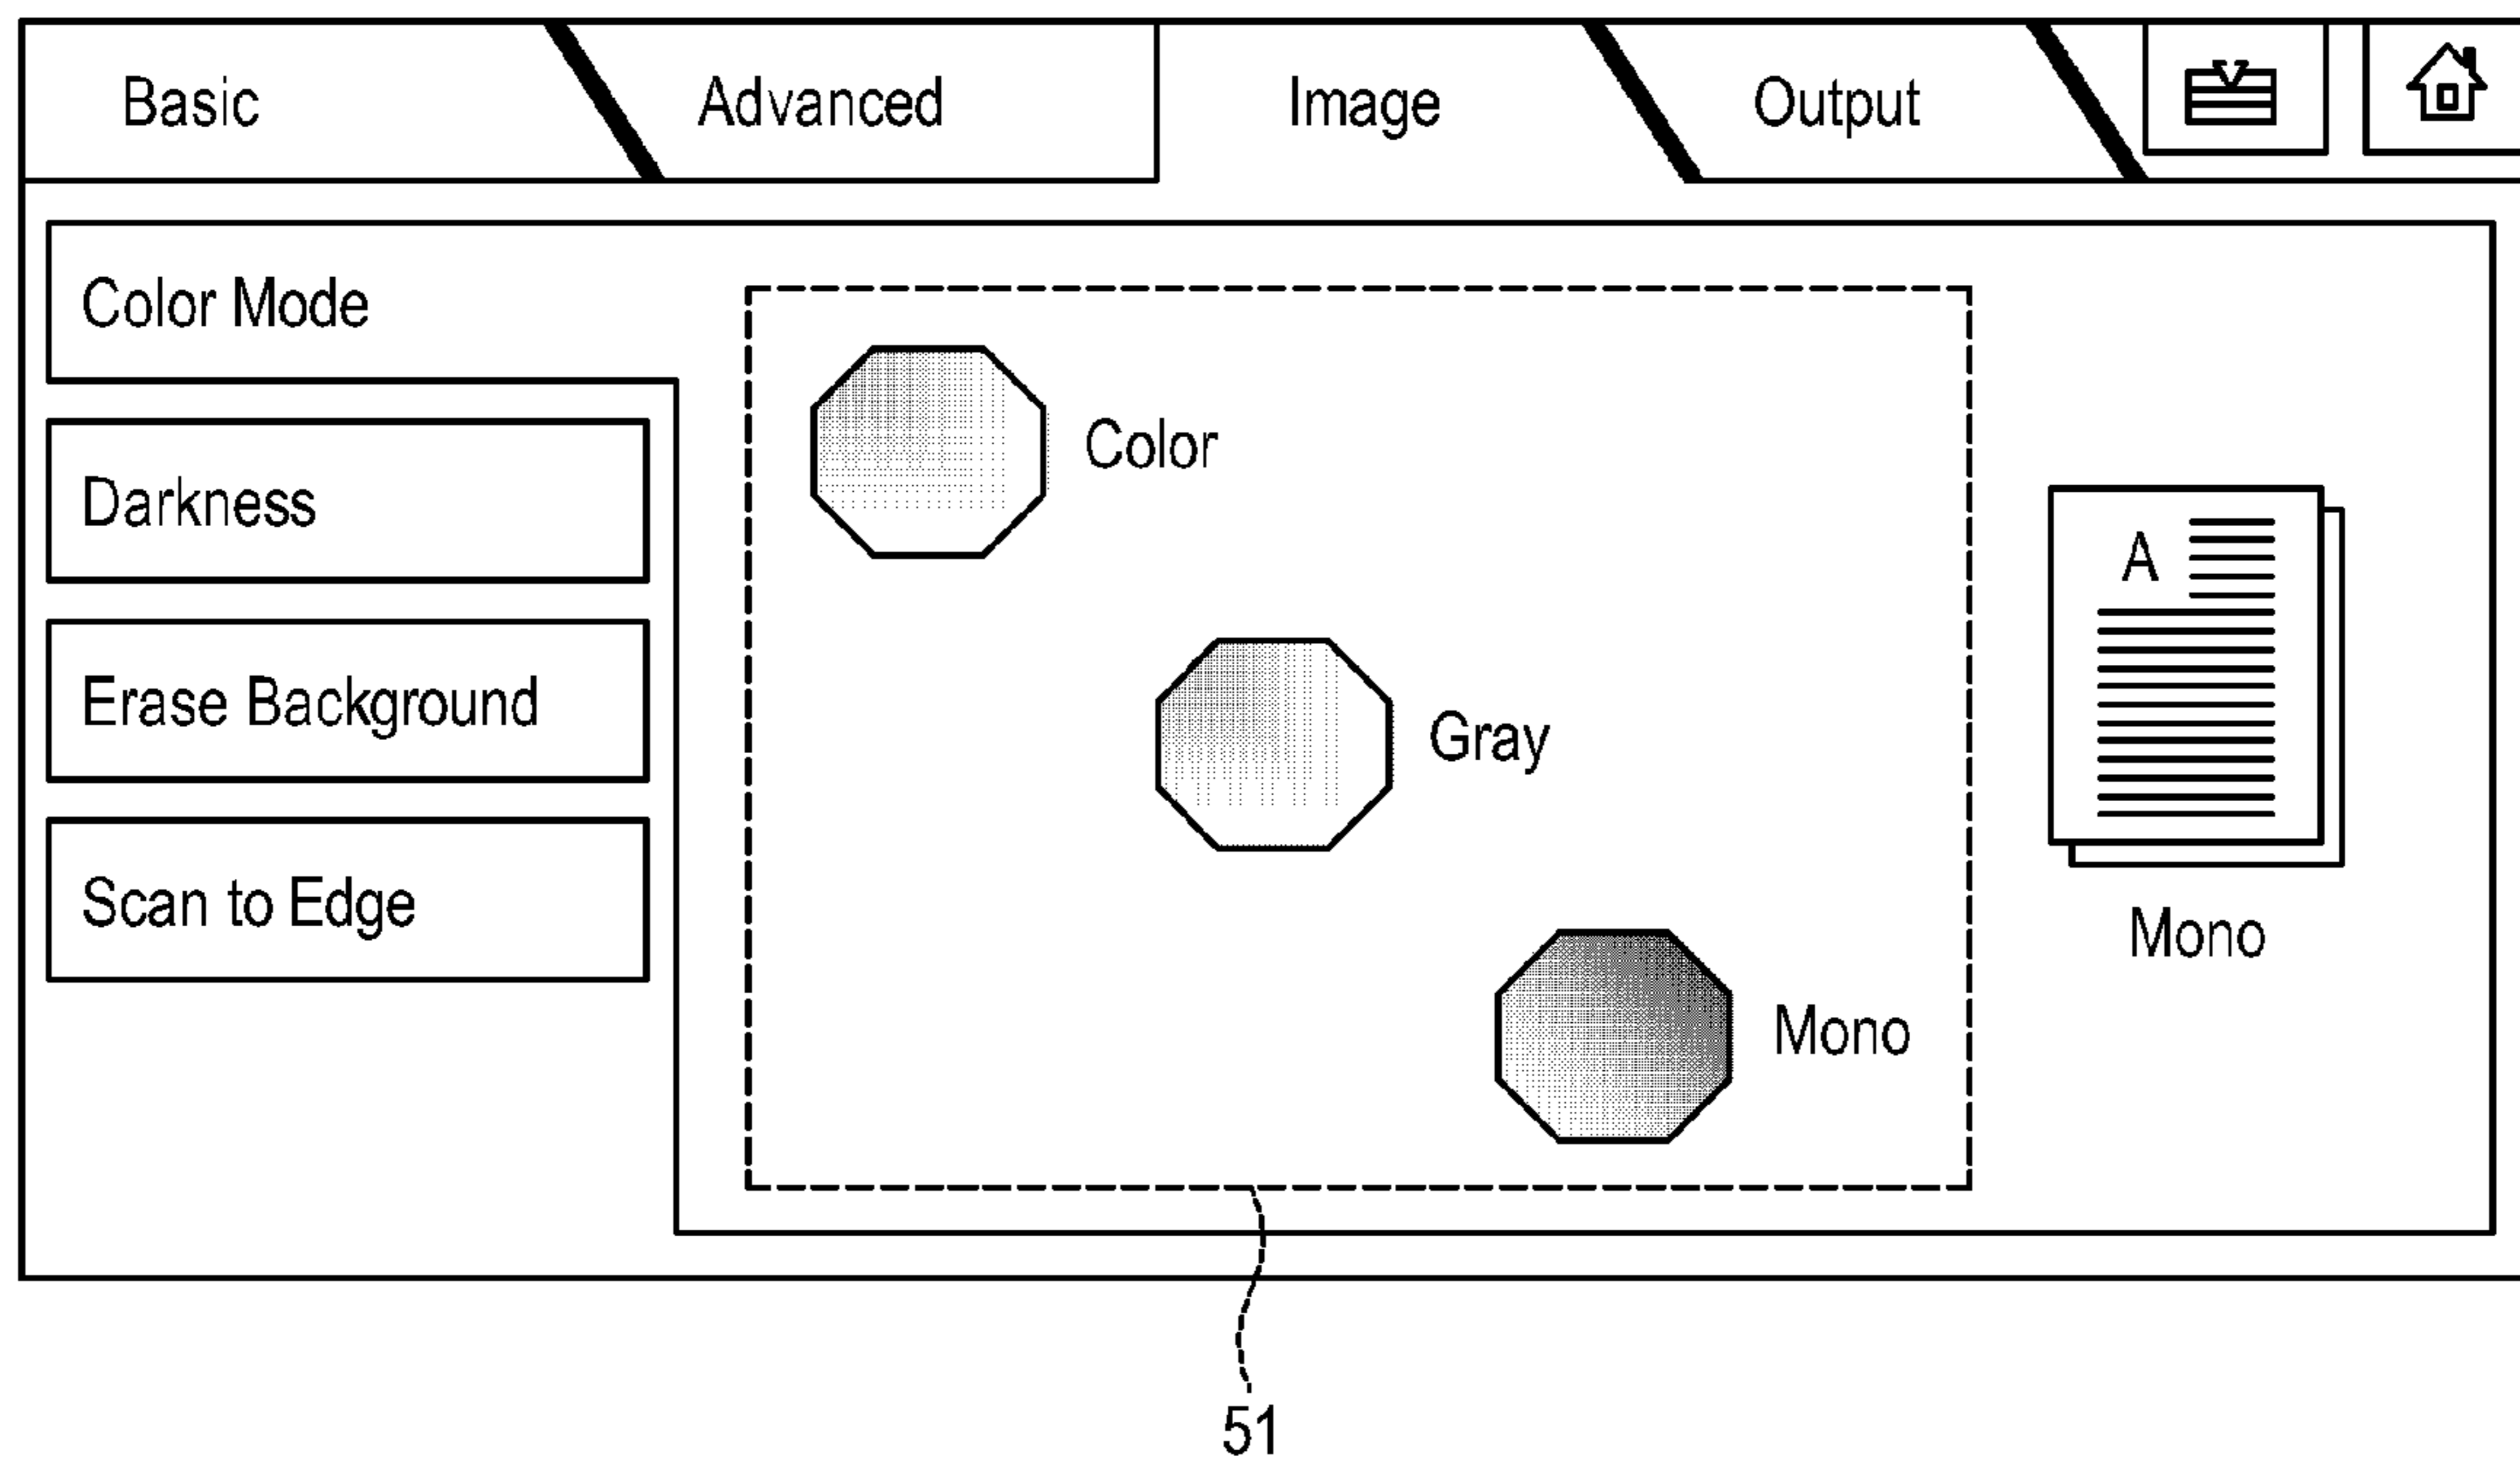 Basic Advanced Image Output
Color Mode
Darkness
Erase Background
Scan to Edge
Color
Gray
Mono
A
Mono
51